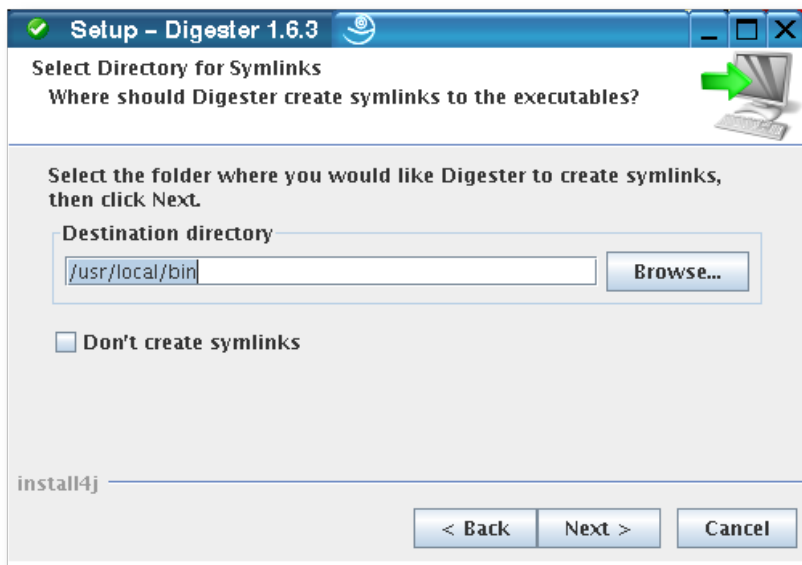 Setup – Digester 1.6.3
Select Directory for Symlinks
Where should Digester create symlinks to the executables?
Select the folder where you would like Digester to create symlinks,
then click Next.
Destination directory
/usr/local/bin
Browse...
Don't create symlinks
install4j
< Back
Next >
Cancel